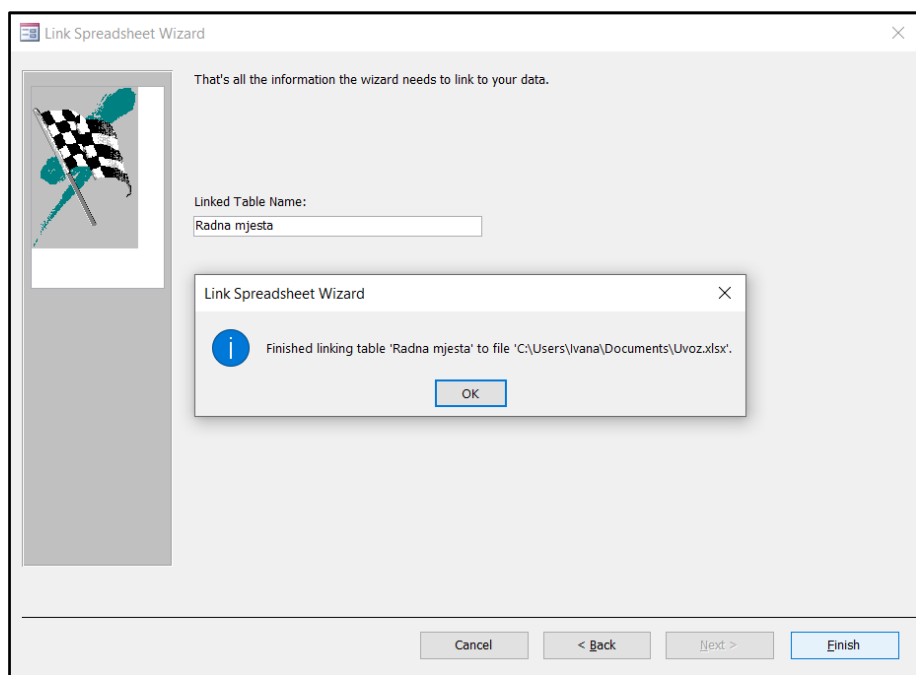 Link Spreadsheet Wizard
That's all the information the wizard needs to link to your data.
Linked Table Name:
Radna mjesta
Link Spreadsheet Wizard
Finished linking table 'Radna mjesta' to file 'C:\Users\Ivana\Documents\Uvoz.xlsx'.
OK
Cancel
< Back
Next >
Finish